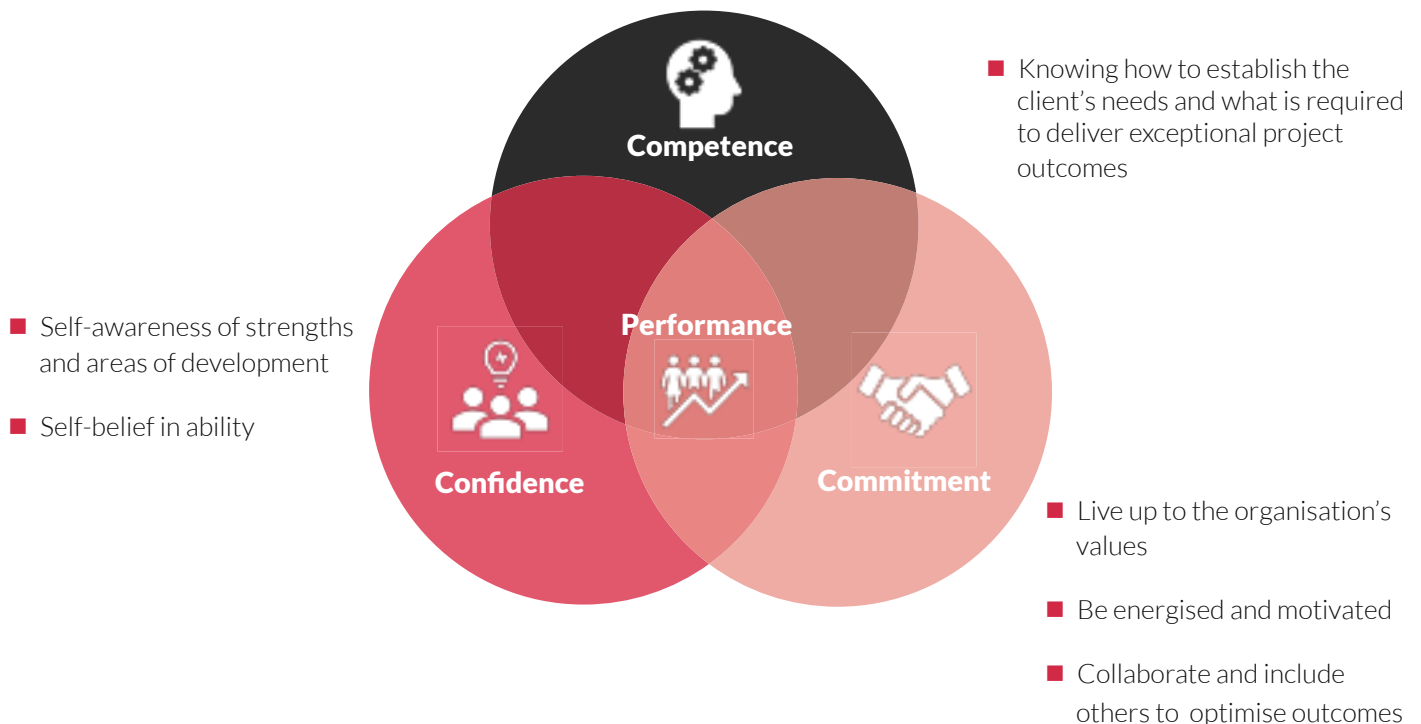 Competence
Knowing how to establish the
client’s needs and what is required
to deliver exceptional project
outcomes
Self-awareness of strengths
and areas of development
Self-belief in ability
Performance
Confidence
Commitment
Live up to the organisation’s
values
Be energised and motivated
Collaborate and include
others to optimise outcomes